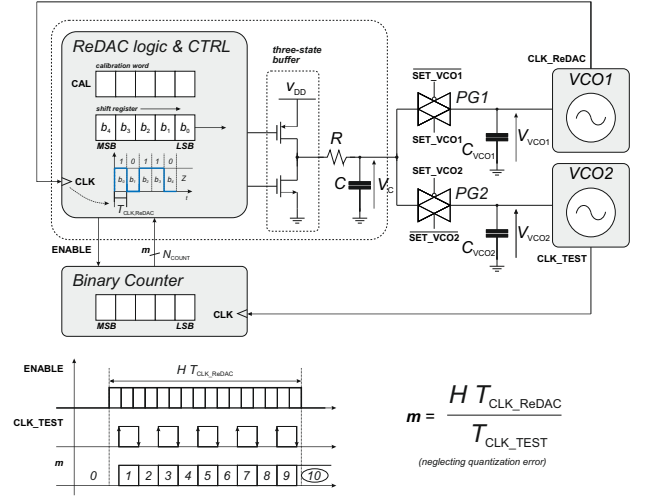 ReDAC logic & CTRL
calibration word
CAL
shift register
b4 b3 b2 b1 b0
MSB LSB
1 0 1 1 0
b0 b1 b2 b3 b4 Z
CLK
t
TCLK,ReDAC
three-state
buffer
VDD
R
C
VC
SET_VCO1
PG1
SET_VCO1
CVCO1
VVCO1
CLK_ReDAC
VCO1
SET_VCO2
PG2
SET_VCO2
CVCO2
VVCO2
VCO2
CLK_TEST
ENABLE
m
NCOUNT
Binary Counter
CLK
MSB LSB
ENABLE
H TCLK_ReDAC
CLK_TEST
m
0 1 2 3 4 5 6 7 8 9 10
m = H TCLK_ReDAC
TCLK_TEST
(neglecting quantization error)